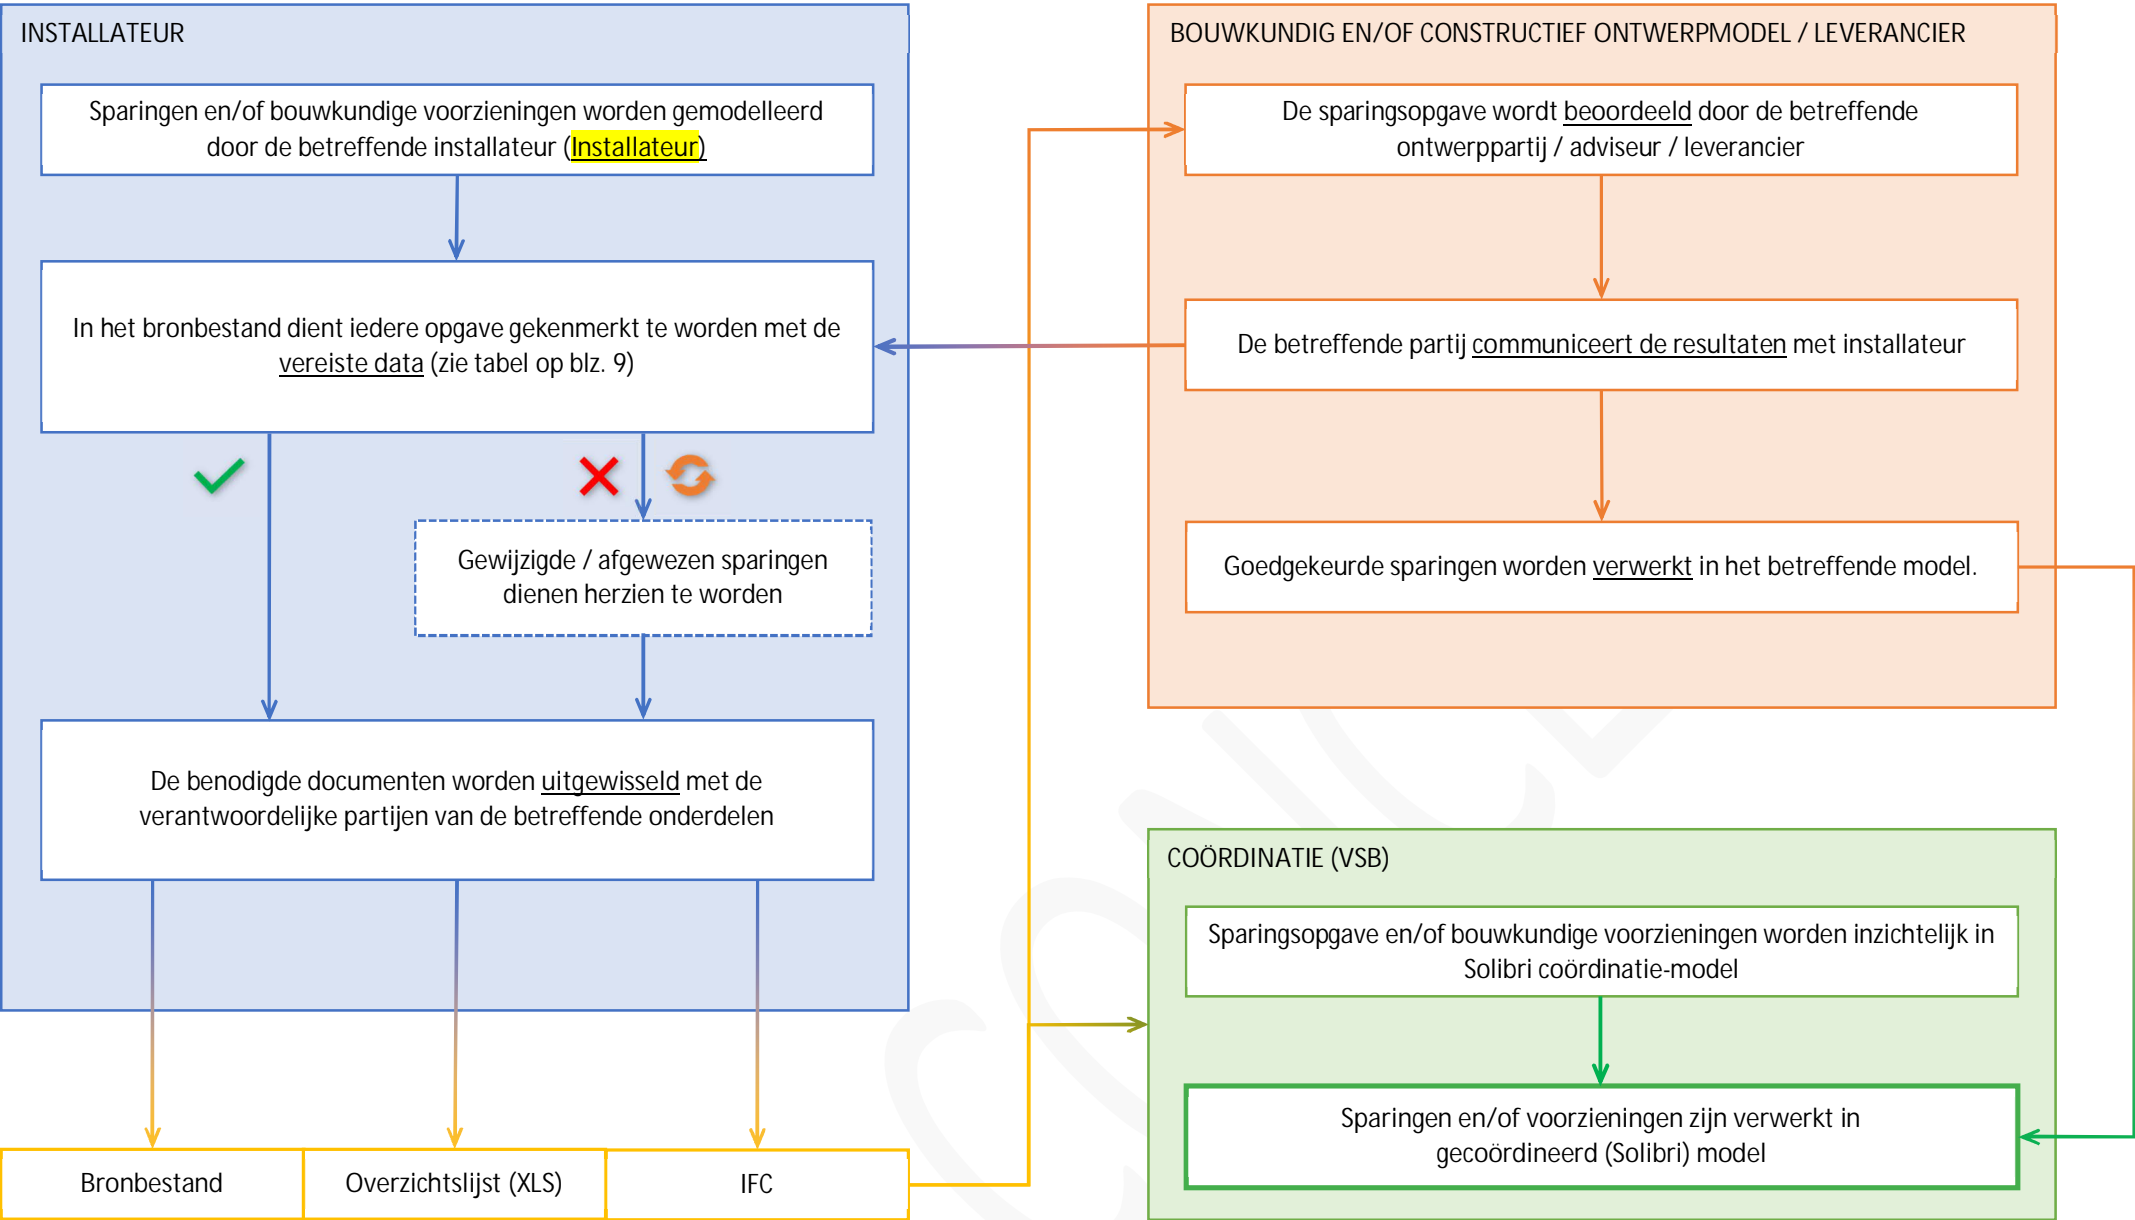 INSTALLATEUR
Sparingen en/of bouwkundige voorzieningen worden gemodelleerd
door de betreffende installateur (Installateur)
In het bronbestand dient iedere opgave gekenmerkt te worden met de
vereiste data (zie tabel op blz. 9)
Gewijzigde / afgewezen sparingen
dienen herzien te worden
De benodigde documenten worden uitgewisseld met de
verantwoordelijke partijen van de betreffende onderdelen
Bronbestand
Overzichtslijst (XLS)
IFC
BOUWKUNDIG EN/OF CONSTRUCTIEF ONTWERPMODEL / LEVERANCIER
De sparingsopgave wordt beoordeeld door de betreffende
ontwerppartij / adviseur / leverancier
De betreffende partij communiceert de resultaten met installateur
Goedgekeurde sparingen worden verwerkt in het betreffende model.
COÖRDINATIE (VSB)
Sparingsopgave en/of bouwkundige voorzieningen worden inzichtelijk in
Solibri coördinatie-model
Sparingen en/of voorzieningen zijn verwerkt in
gecoördineerd (Solibri) model